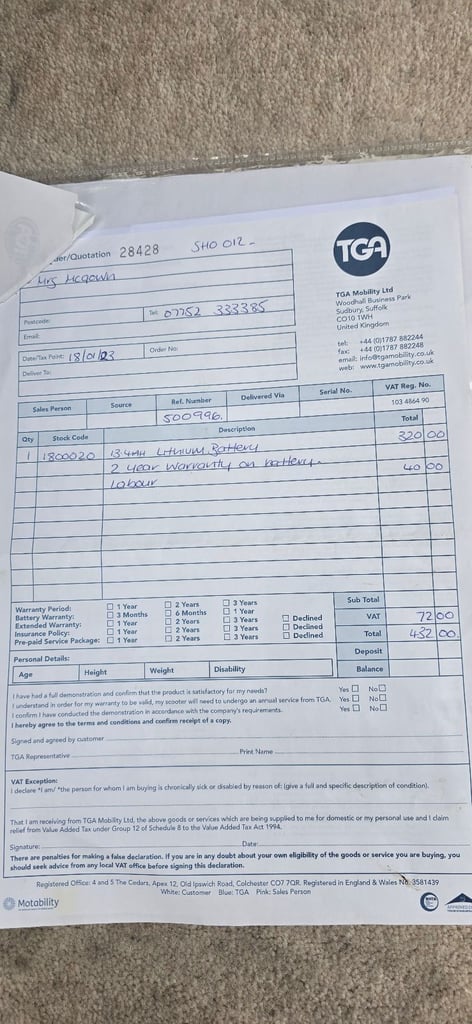 der/Quotation 28428 SHO 012-
TGA
Mrs McGown
Postcode: Tel: 07752 333385
Email:
Date/Tax Point: 18/01/23 Order No:
Deliver To:
TGA Mobility Ltd
Woodhall Business Park
Sudbury, Suffolk
CO10 1WH
United Kingdom
tel: +44 (0)1787 882244
fax: +44 (0)1787 882248
email: info@tgamobility.co.uk
web: www.tgamobility.co.uk
Sales Person Source Ref. Number Delivered Via Serial No. VAT Reg. No.
500996. 103 4864 90
Qty Stock Code Description Total
1 1800020 13.4AH Lithium Battery 320 00
2 year warranty on battery.
Labour 40 00
Warranty Period: 1 Year 2 Years 3 Years
Battery Warranty: 3 Months 6 Months 1 Year
Extended Warranty: 1 Year 2 Years 3 Years Declined
Insurance Policy: 1 Year 2 Years 3 Years Declined
Pre-paid Service Package: 1 Year 2 Years 3 Years Declined
Sub Total
VAT 72 00
Total 432 00
Deposit
Balance
Personal Details:
Age Height Weight Disability
I have had a full demonstration and confirm that the product is satisfactory for my needs? Yes No
I understand in order for my warranty to be valid, my scooter will need to undergo an annual service from TGA. Yes No
I confirm I have conducted the demonstration in accordance with the company's requirements. Yes No
I hereby agree to the terms and conditions and confirm receipt of a copy.
Signed and agreed by customer
TGA Representative Print Name
VAT Exception:
I declare *I am/ *the person for whom I am buying is chronically sick or disabled by reason of: (give a full and specific description of condition).
That I am receiving from TGA Mobility Ltd, the above goods or services which are being supplied to me for domestic or my personal use and I claim
relief from Value Added Tax under Group 12 of Schedule 8 to the Value Added Tax Act 1994.
Signature: Date:
There are penalties for making a false declaration. If you are in any doubt about your own eligibility of the goods or service you are buying, you
should seek advice from any local VAT office before signing this declaration.
Registered Office: 4 and 5 The Cedars, Apex 12, Old Ipswich Road, Colchester CO7 7QR. Registered in England & Wales No. 3581439
White: Customer Blue: TGA Pink: Sales Person
Motability